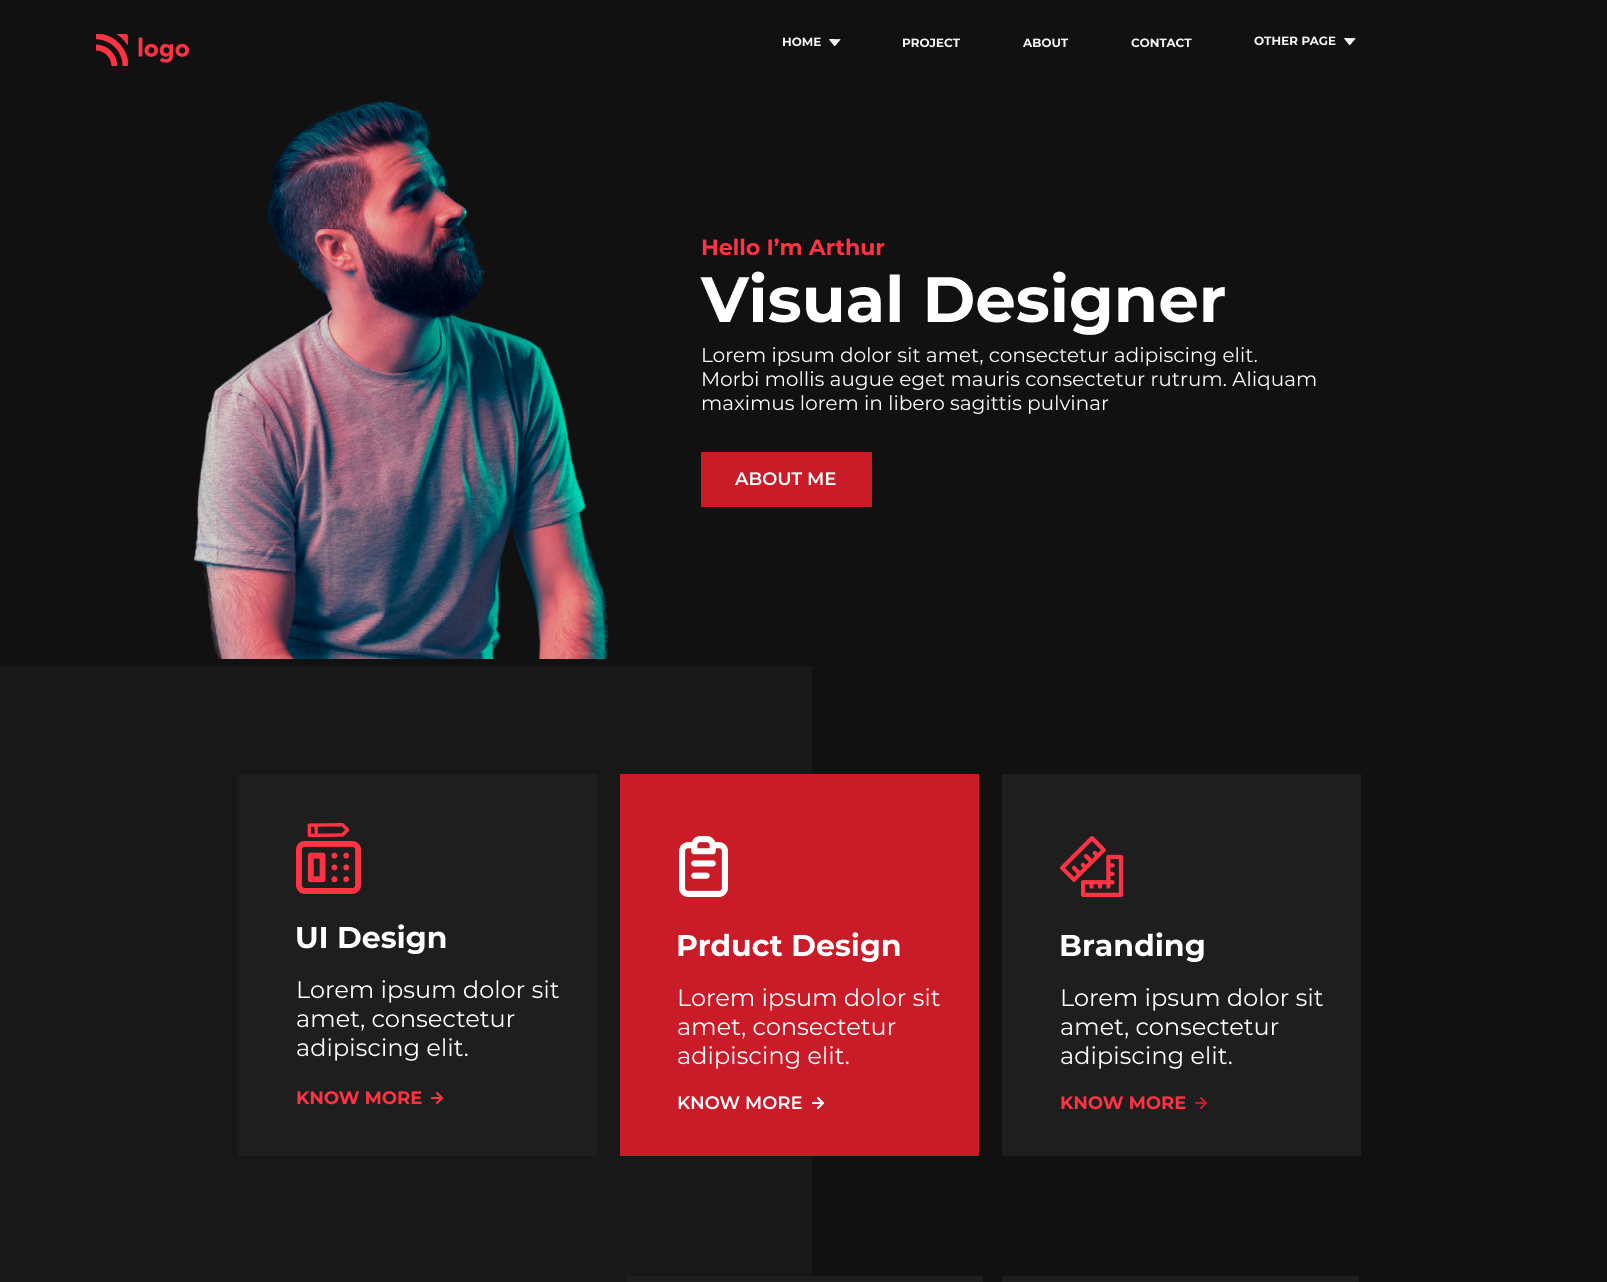 logo
HOME
PROJECT
ABOUT
CONTACT
OTHER PAGE
Hello I’m Arthur
Visual Designer
Lorem ipsum dolor sit amet, consectetur adipiscing elit.
Morbi mollis augue eget mauris consectetur rutrum. Aliquam
maximus lorem in libero sagittis pulvinar
ABOUT ME
UI Design
Lorem ipsum dolor sit
amet, consectetur
adipiscing elit.
KNOW MORE →
Prduct Design
Lorem ipsum dolor sit
amet, consectetur
adipiscing elit.
KNOW MORE →
Branding
Lorem ipsum dolor sit
amet, consectetur
adipiscing elit.
KNOW MORE →